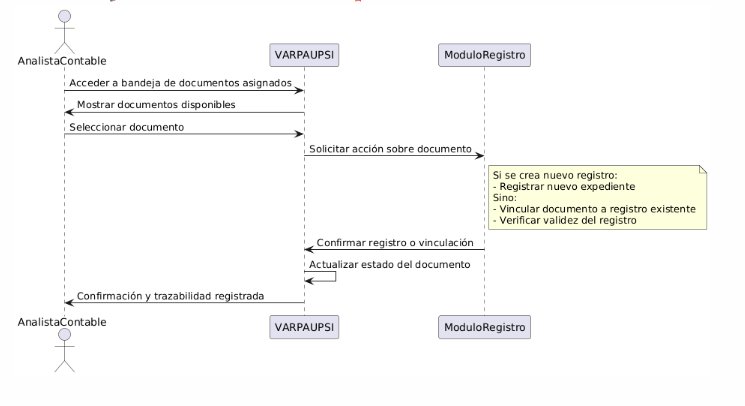 AnalistaContable
VARPAUPSI
ModuloRegistro
Acceder a bandeja de documentos asignados
Mostrar documentos disponibles
Seleccionar documento
Solicitar acción sobre documento
Si se crea nuevo registro:
- Registrar nuevo expediente
Sino:
- Vincular documento a registro existente
- Verificar validez del registro
Confirmar registro o vinculación
Actualizar estado del documento
Confirmación y trazabilidad registrada
AnalistaContable
VARPAUPSI
ModuloRegistro